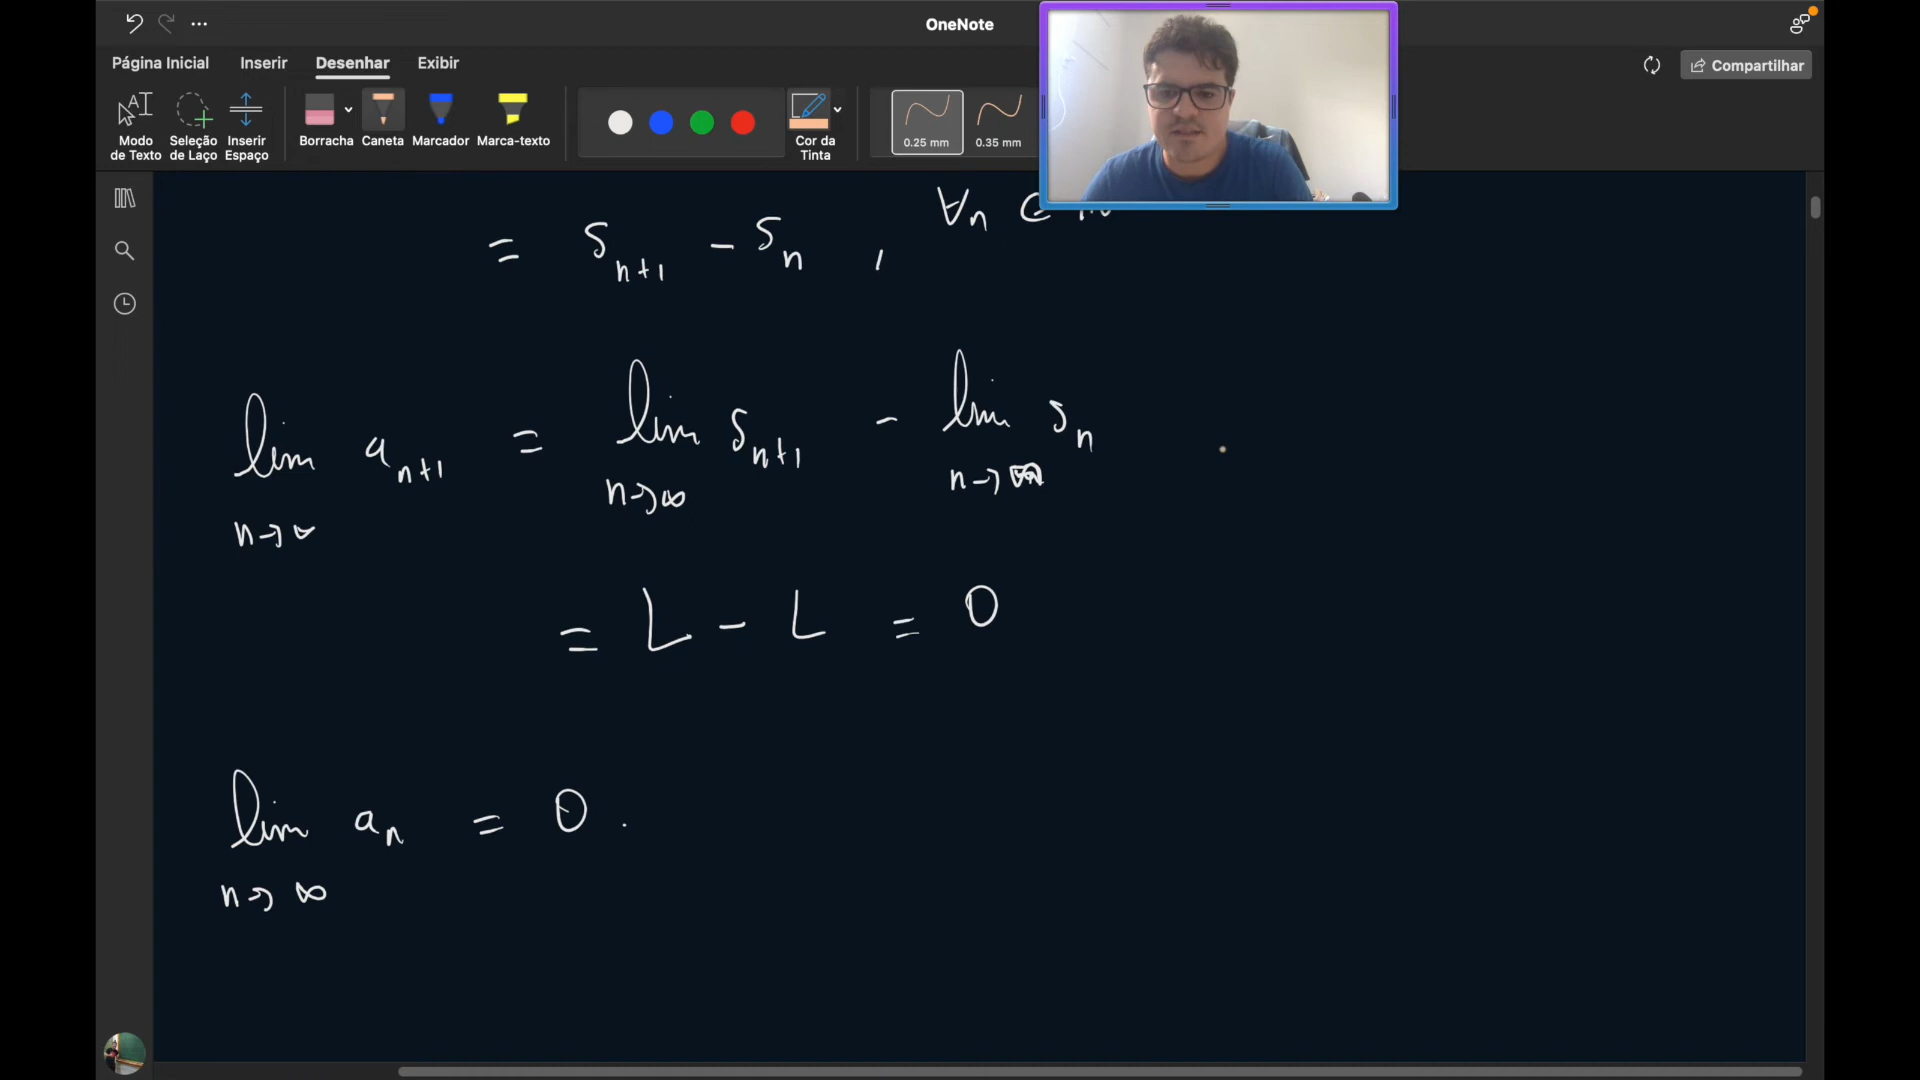 OneNote
Página Inicial Inserir Desenhar Exibir
Compartilhar
Modo de Texto
Seleção de Laço
Inserir Espaço
Borracha
Caneta
Marcador
Marca-texto
Cor da Tinta
0.25 mm
0.35 mm
= S_{n+1} - S_n , ∀n ∈
lim_{n→∞} a_{n+1} = lim_{n→∞} S_{n+1} - lim_{n→∞} S_n
= L - L = 0
lim_{n→∞} a_n = 0 .